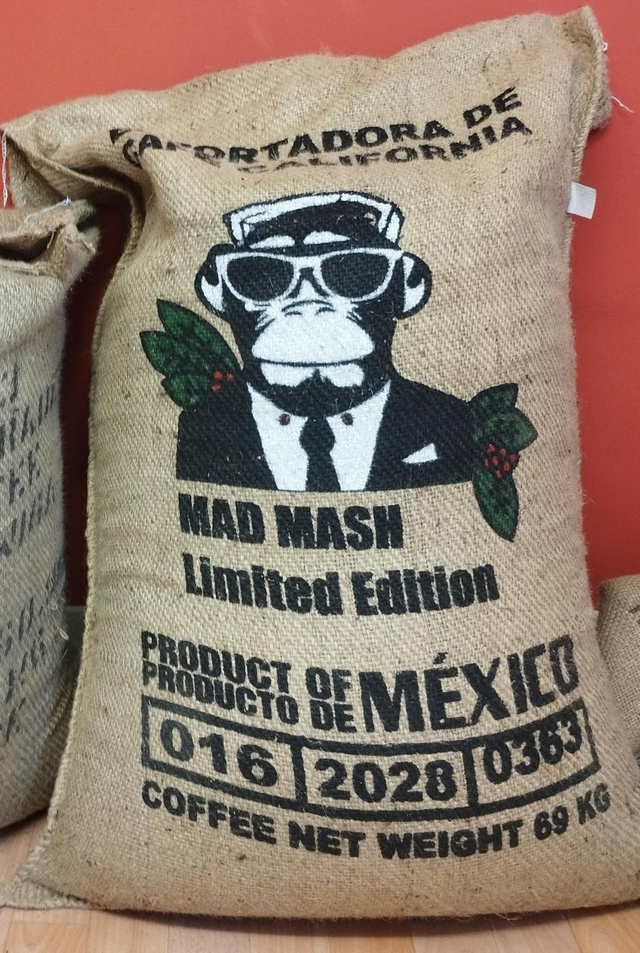 EXPORTADORA DE
CALIFORNIA
MAD MASH
Limited Edition
PRODUCT OF
PRODUCTO DE MÉXICO
016 2028 0363
COFFEE NET WEIGHT 69 KG